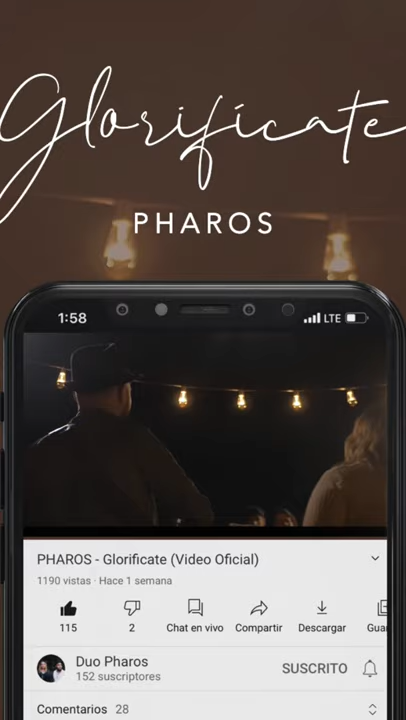 Glorificate
PHAROS
1:58
LTE
PHAROS - Glorificate (Video Oficial)
1190 vistas · Hace 1 semana
115
2
Chat en vivo
Compartir
Descargar
Guar
Duo Pharos
152 suscriptores
SUSCRITO
Comentarios 28